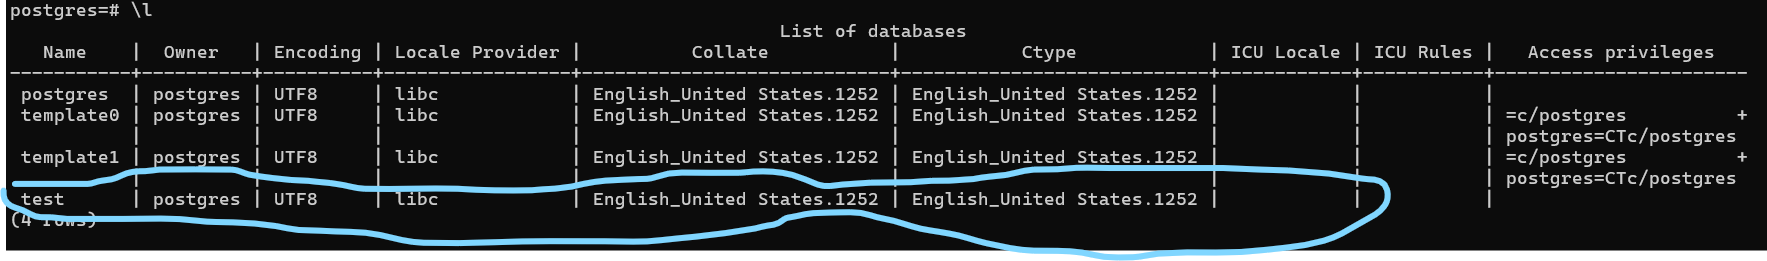 postgres=# \l
List of databases
Name | Owner | Encoding | Locale Provider | Collate | Ctype | ICU Locale | ICU Rules | Access privileges
-----------+----------+-----------+-----------------+----------------------------+----------------------------+------------+-----------+-----------------------
postgres | postgres | UTF8 | libc | English_United States.1252 | English_United States.1252 | | |
template0 | postgres | UTF8 | libc | English_United States.1252 | English_United States.1252 | | | =c/postgres +
| | | | | | | | postgres=CTc/postgres
template1 | postgres | UTF8 | libc | English_United States.1252 | English_United States.1252 | | | =c/postgres +
| | | | | | | | postgres=CTc/postgres
test | postgres | UTF8 | libc | English_United States.1252 | English_United States.1252 | | |
(4 rows)